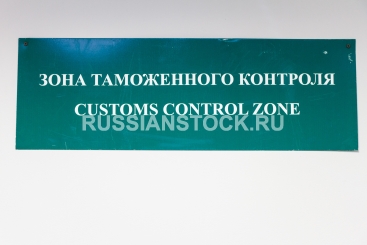 ЗОНА ТАМОЖЕННОГО КОНТРОЛЯ
CUSTOMS CONTROL ZONE
RUSSIANSTOCK.RU